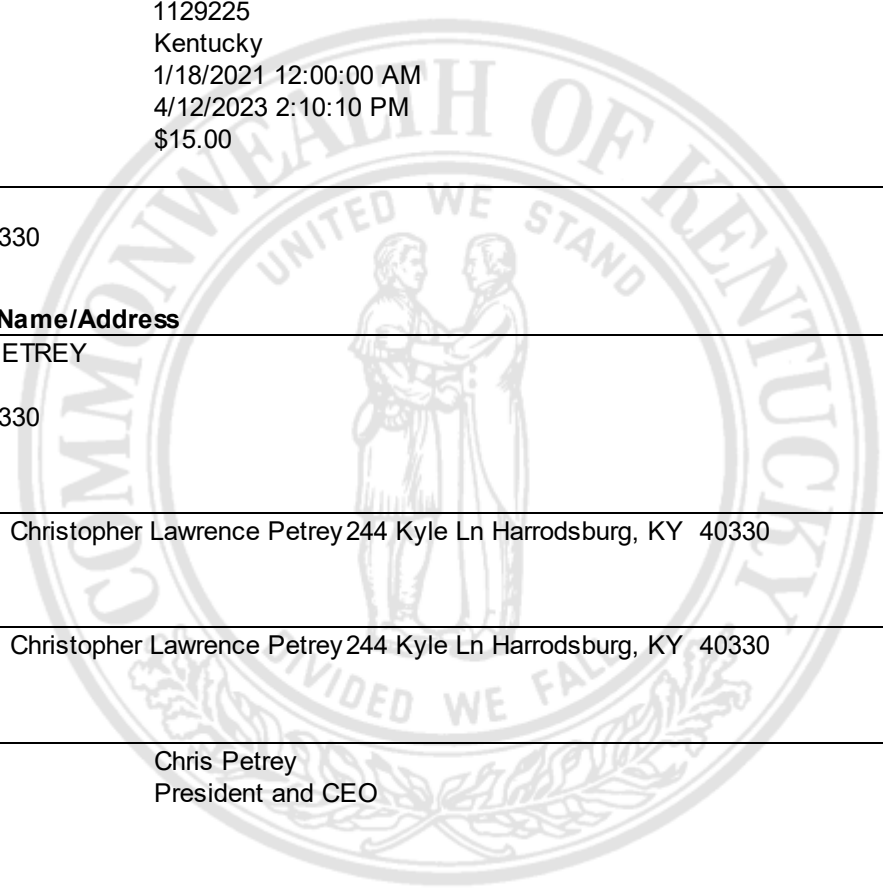 1129225
Kentucky
1/18/2021 12:00:00 AM
4/12/2023 2:10:10 PM
$15.00
COMMONWEALTH OF KENTUCKY
UNITED WE STAND
330
Name/Address
ETREY
330
Christopher Lawrence Petrey 244 Kyle Ln Harrodsburg, KY 40330
Christopher Lawrence Petrey 244 Kyle Ln Harrodsburg, KY 40330
DIVIDED WE FALL
Chris Petrey
President and CEO